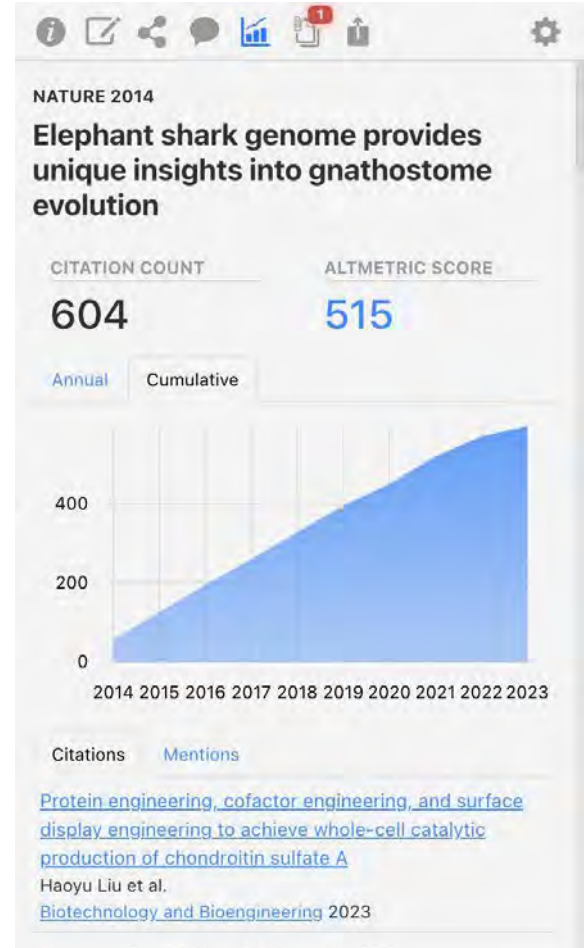 1
NATURE 2014
Elephant shark genome provides
unique insights into gnathostome
evolution
CITATION COUNT
ALTMETRIC SCORE
604
515
Annual
Cumulative
400
200
0
2014 2015 2016 2017 2018 2019 2020 2021 2022 2023
Citations
Mentions
Protein engineering, cofactor engineering, and surface
display engineering to achieve whole-cell catalytic
production of chondroitin sulfate A
Haoyu Liu et al.
Biotechnology and Bioengineering 2023